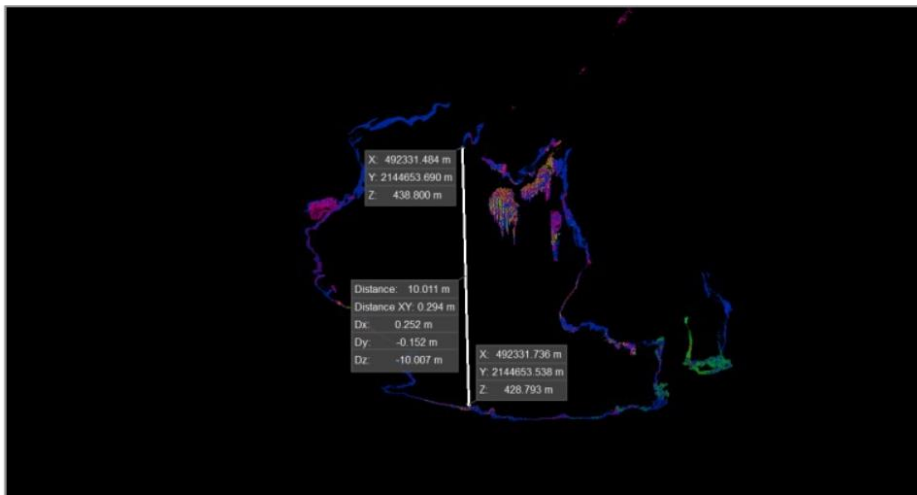 X: 492331.484 m
Y: 2144653.690 m
Z: 438.800 m
Distance: 10.011 m
Distance XY: 0.294 m
Dx: 0.252 m
Dy: -0.152 m
Dz: -10.007 m
X: 492331.736 m
Y: 2144653.538 m
Z: 428.793 m